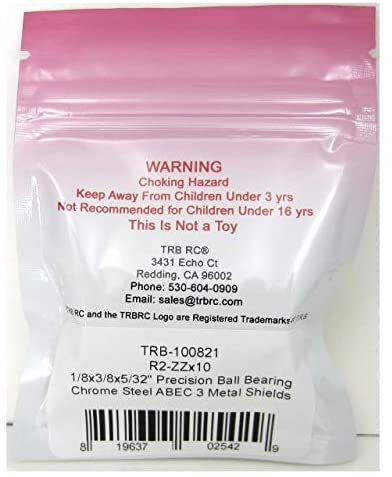 WARNING
Choking Hazard
Keep Away From Children Under 3 yrs
Not Recommended for Children Under 16 yrs
This Is Not a Toy
TRB RC®
3431 Echo Ct
Redding, CA 96002
Phone: 530-604-0909
Email: sales@trbrc.com
TRB RC and the TRBRC Logo are Registered Trademarks of TRB
TRB-100821
R2-ZZx10
1/8x3/8x5/32" Precision Ball Bearing
Chrome Steel ABEC 3 Metal Shields
8 19637 02542 9